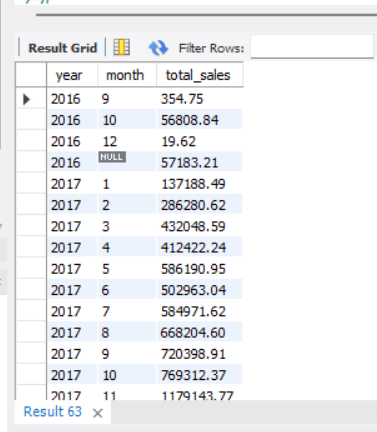 Result Grid Filter Rows:
year month total_sales
2016 9 354.75
2016 10 56808.84
2016 12 19.62
2016 NULL 57183.21
2017 1 137188.49
2017 2 286280.62
2017 3 432048.59
2017 4 412422.24
2017 5 586190.95
2017 6 502963.04
2017 7 584971.62
2017 8 668204.60
2017 9 720398.91
2017 10 769312.37
2017 11 1179143.77
Result 63